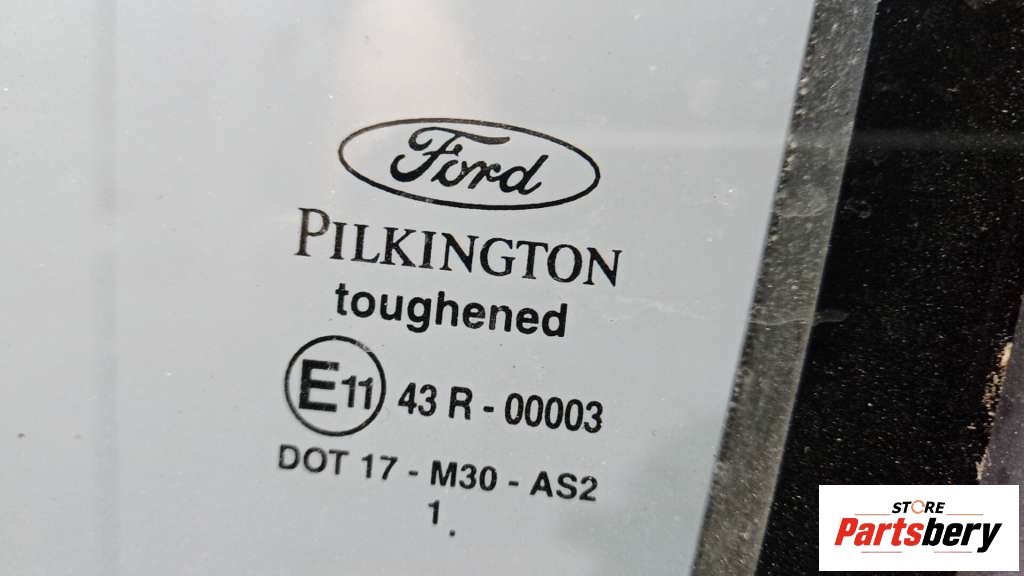 Ford
PILKINGTON
toughened
E11 43 R - 00003
DOT 17 - M30 - AS2
1 .
STORE
Partsbery